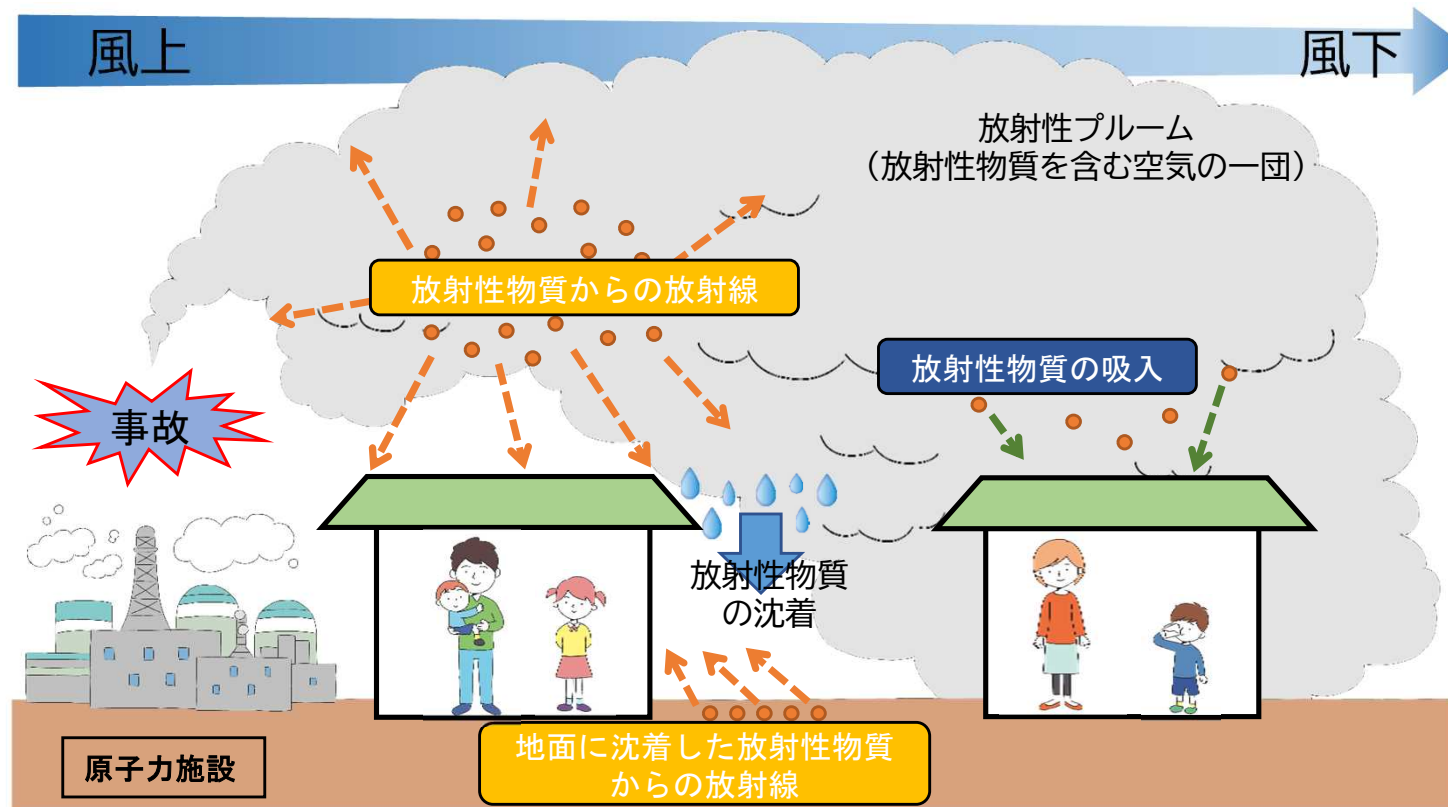 風上
風下
放射性プルーム
（放射性物質を含む空気の一団）
放射性物質からの放射線
放射性物質の吸入
事故
放射性物質
の沈着
地面に沈着した放射性物質
からの放射線
原子力施設